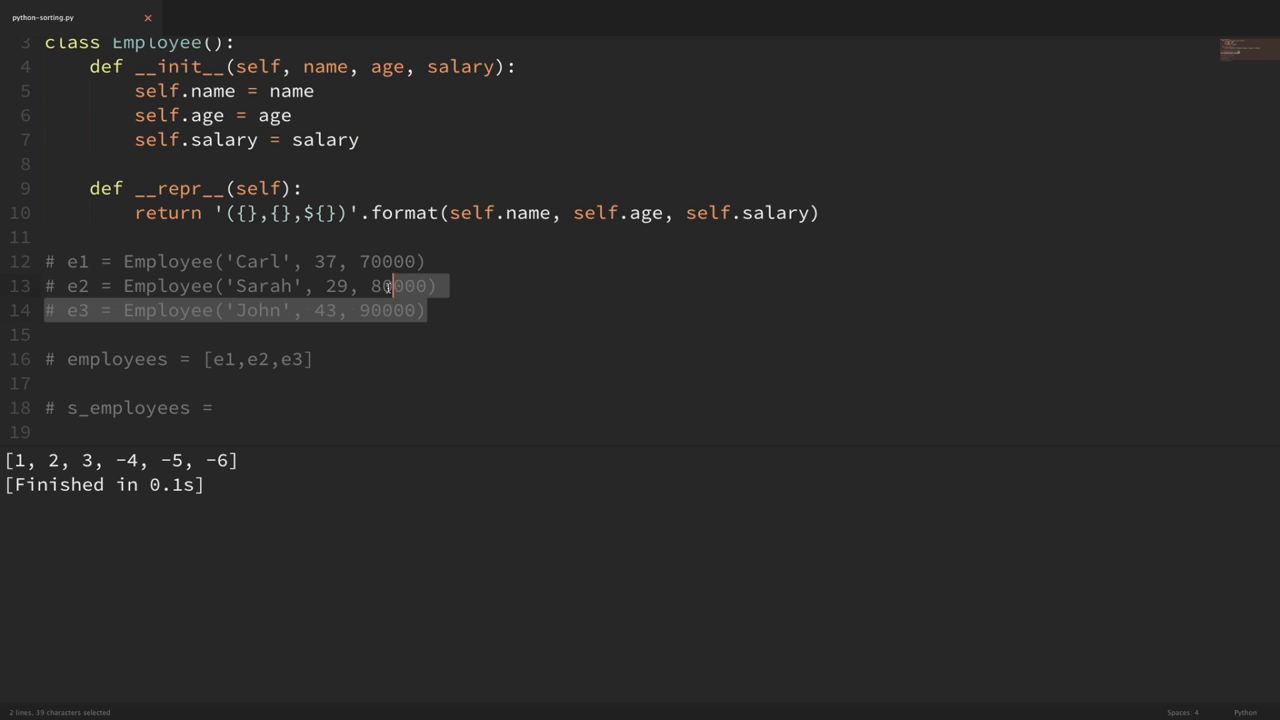 python-sorting.py ×
3 class Employee():
4 def __init__(self, name, age, salary):
5 self.name = name
6 self.age = age
7 self.salary = salary
8
9 def __repr__(self):
10 return '({},{},${})'.format(self.name, self.age, self.salary)
11
12 # e1 = Employee('Carl', 37, 70000)
13 # e2 = Employee('Sarah', 29, 80000)
14 # e3 = Employee('John', 43, 90000)
15
16 # employees = [e1,e2,e3]
17
18 # s_employees =
19
[1, 2, 3, -4, -5, -6]
[Finished in 0.1s]
2 lines, 39 characters selected Spaces: 4 Python